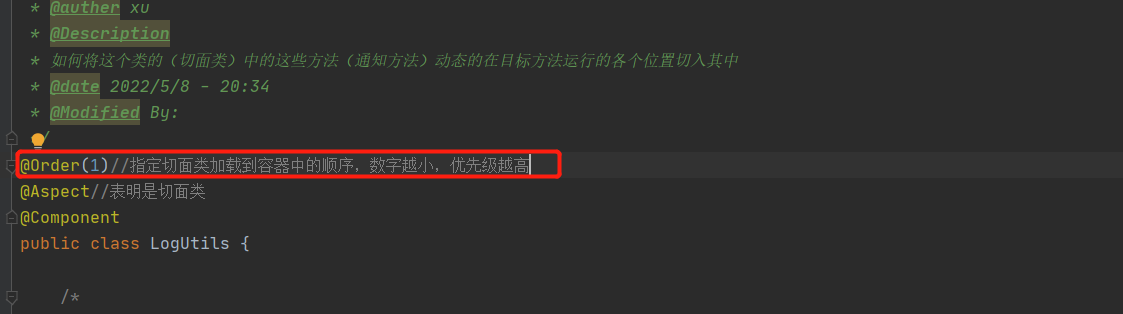 * @auther xu
* @Description
* 如何将这个类的（切面类）中的这些方法（通知方法）动态的在目标方法运行的各个位置切入其中
* @date 2022/5/8 - 20:34
* @Modified By:
*/
@Order(1)//指定切面类加载到容器中的顺序，数字越小，优先级越高
@Aspect//表明是切面类
@Component
public class LogUtils {
/*